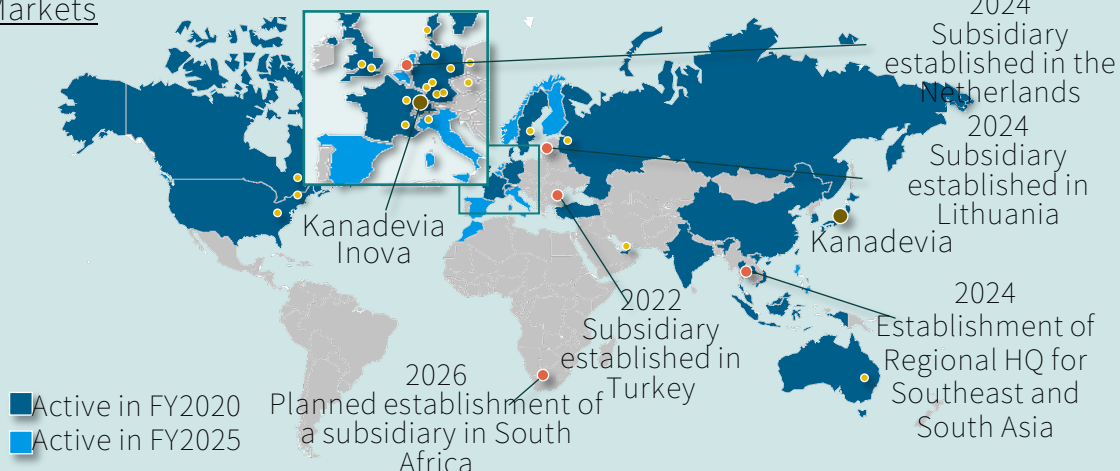 Markets
2024
Subsidiary
established in the
Netherlands
2024
Subsidiary
established in
Lithuania
Kanadevia
Inova
Kanadevia
2022
Subsidiary
established in
Turkey
2024
Establishment of
Regional HQ for
Southeast and
South Asia
2026
Planned establishment of
a subsidiary in South
Africa
Active in FY2020
Active in FY2025